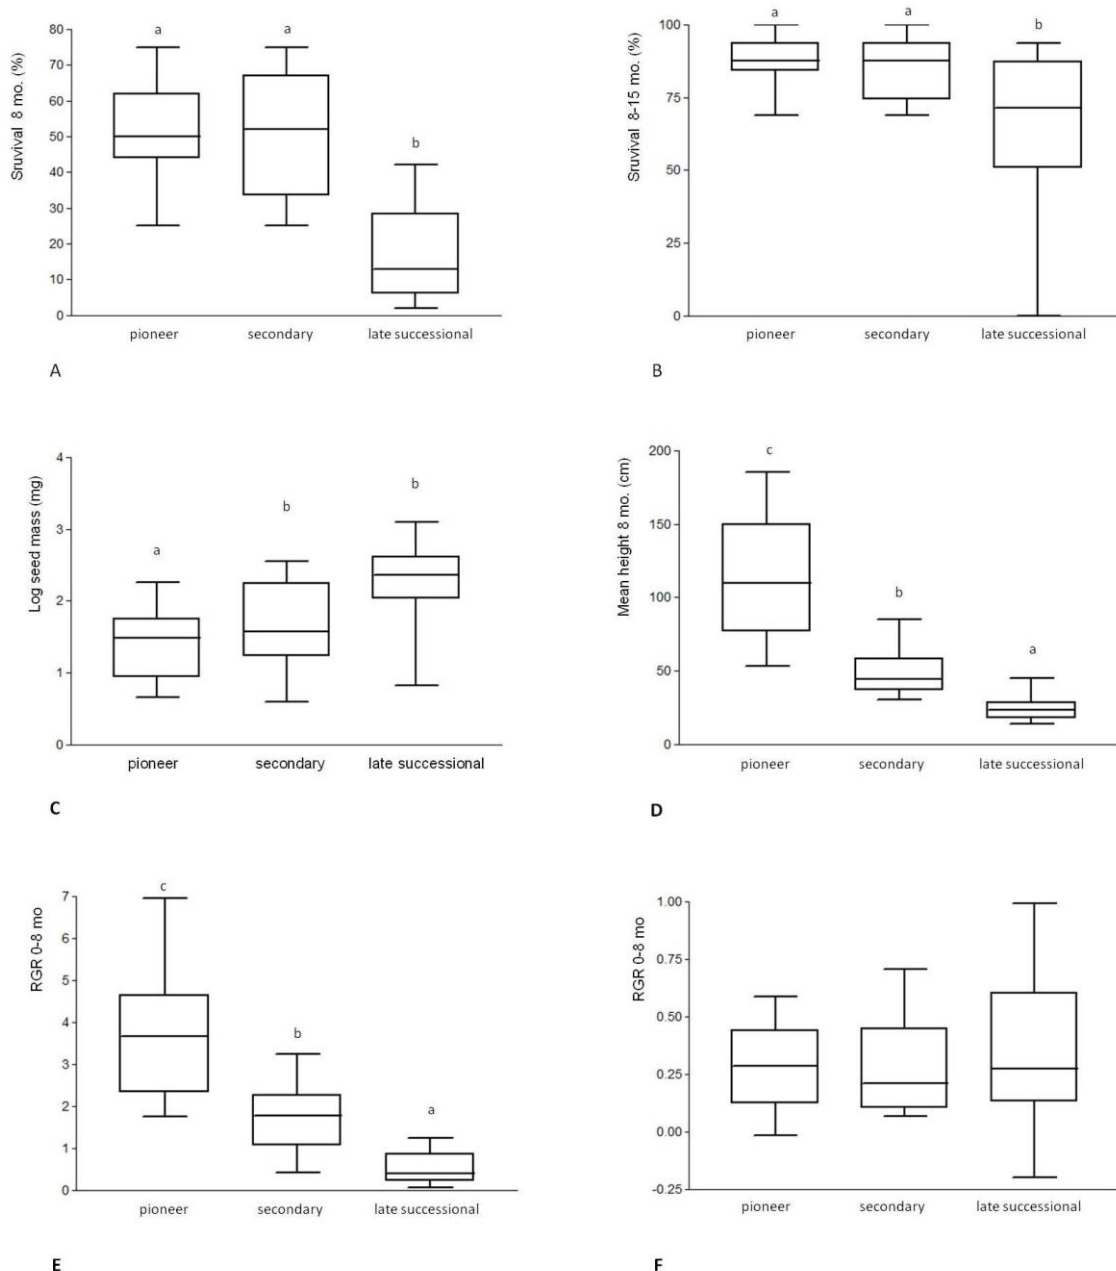 a a b
80
70
60
50
40
30
20
10
0
Sruvival 8 mo. (%)
pioneer secondary late successional
A
a a b
100
75
50
25
0
Sruvival 8-15 mo. (%)
pioneer secondary late successional
B
a b b
4
3
2
1
0
Log seed mass (mg)
pioneer secondary late successional
C
c b a
200
150
100
50
0
Mean height 8 mo. (cm)
pioneer secondary late successional
D
c b a
7
6
5
4
3
2
1
0
RGR 0-8 mo
pioneer secondary late successional
E
1.00
0.75
0.50
0.25
0.00
-0.25
RGR 0-8 mo
pioneer secondary late successional
F